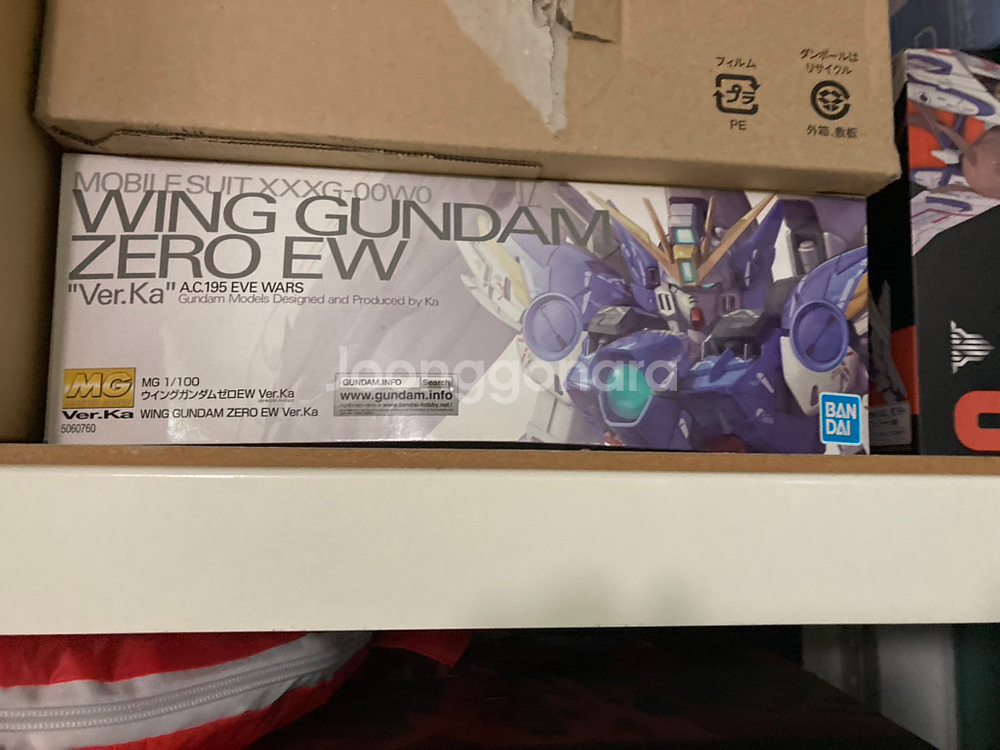 フィルム
プラ
PE
ダンボールは
リサイクル
外箱、敷板
MOBILE SUIT XXXG-00W0
WING GUNDAM
ZERO EW
"Ver.Ka" A.C.195 EVE WARS
Gundam Models Designed and Produced by Ka
Joonggonara
MG
Ver.Ka
5060760
MG 1/100
ウイングガンダムゼロEW Ver.Ka
WING GUNDAM ZERO EW Ver.Ka
GUNDAM.INFO Search
www.gundam.info
BAN
DAI